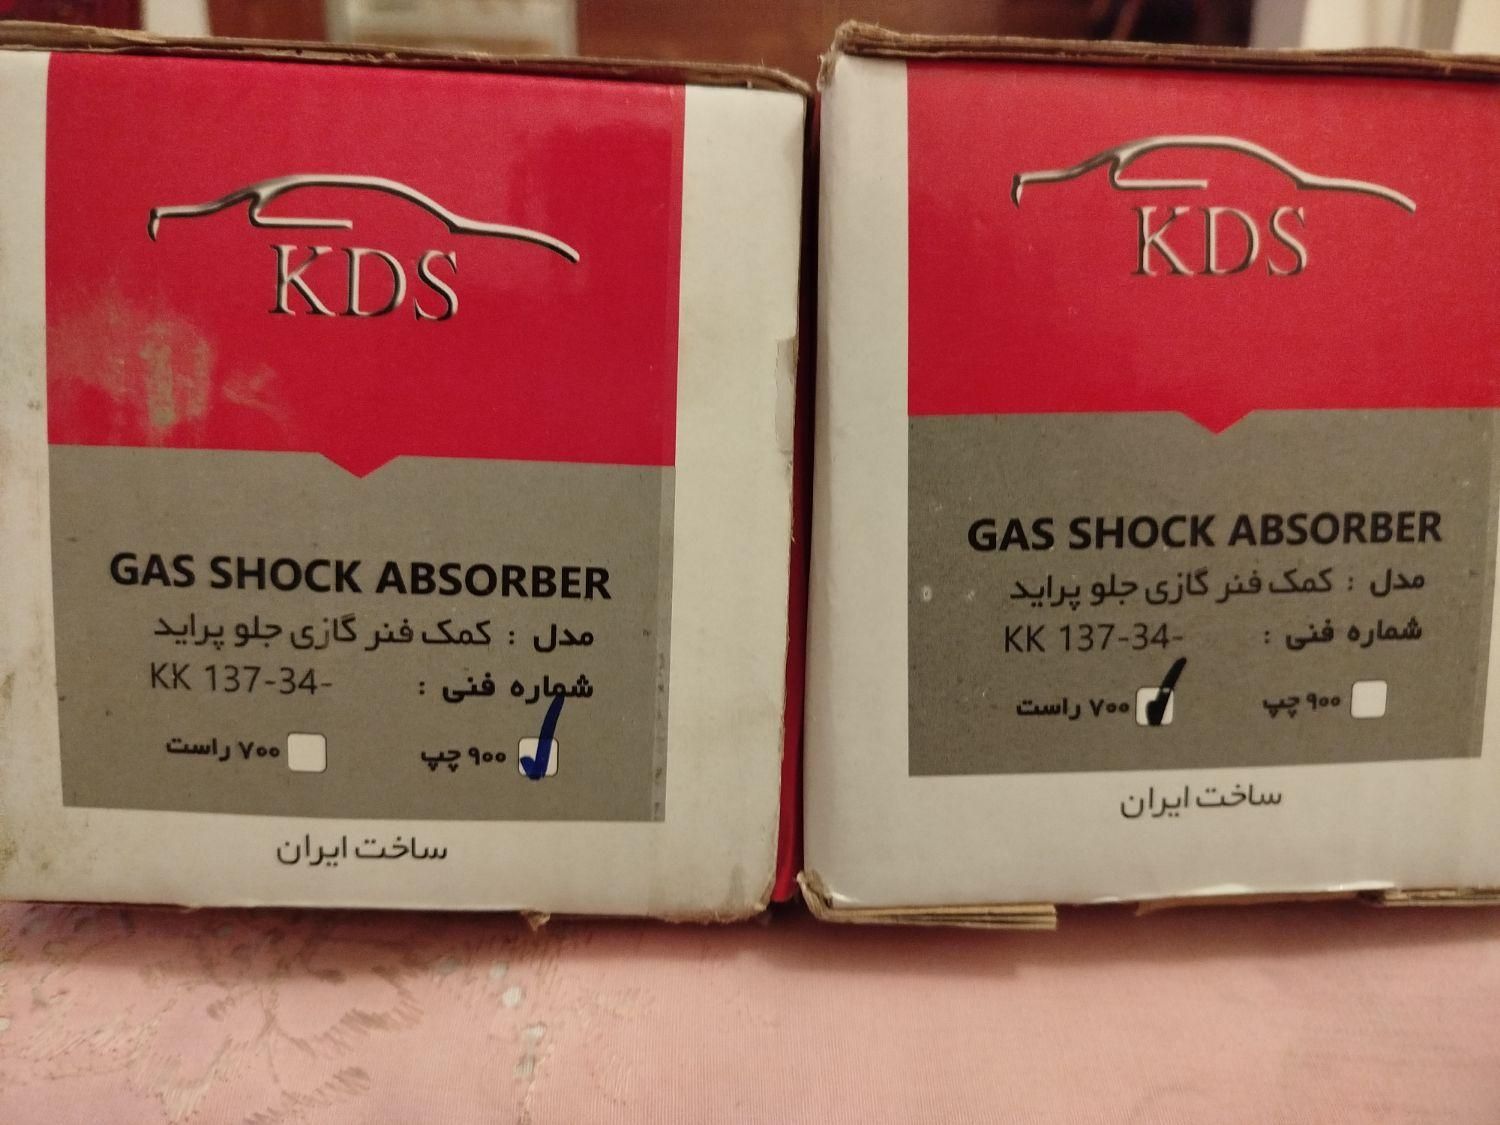 KDS
GAS SHOCK ABSORBER
مدل : کمک فنر گازی جلو پراید
شماره فنی : KK 137-34-
۹۰۰ چپ ۷۰۰ راست
ساخت ایران
KDS
GAS SHOCK ABSORBER
مدل : کمک فنر گازی جلو پراید
شماره فنی : KK 137-34-
۹۰۰ چپ ۷۰۰ راست
ساخت ایران